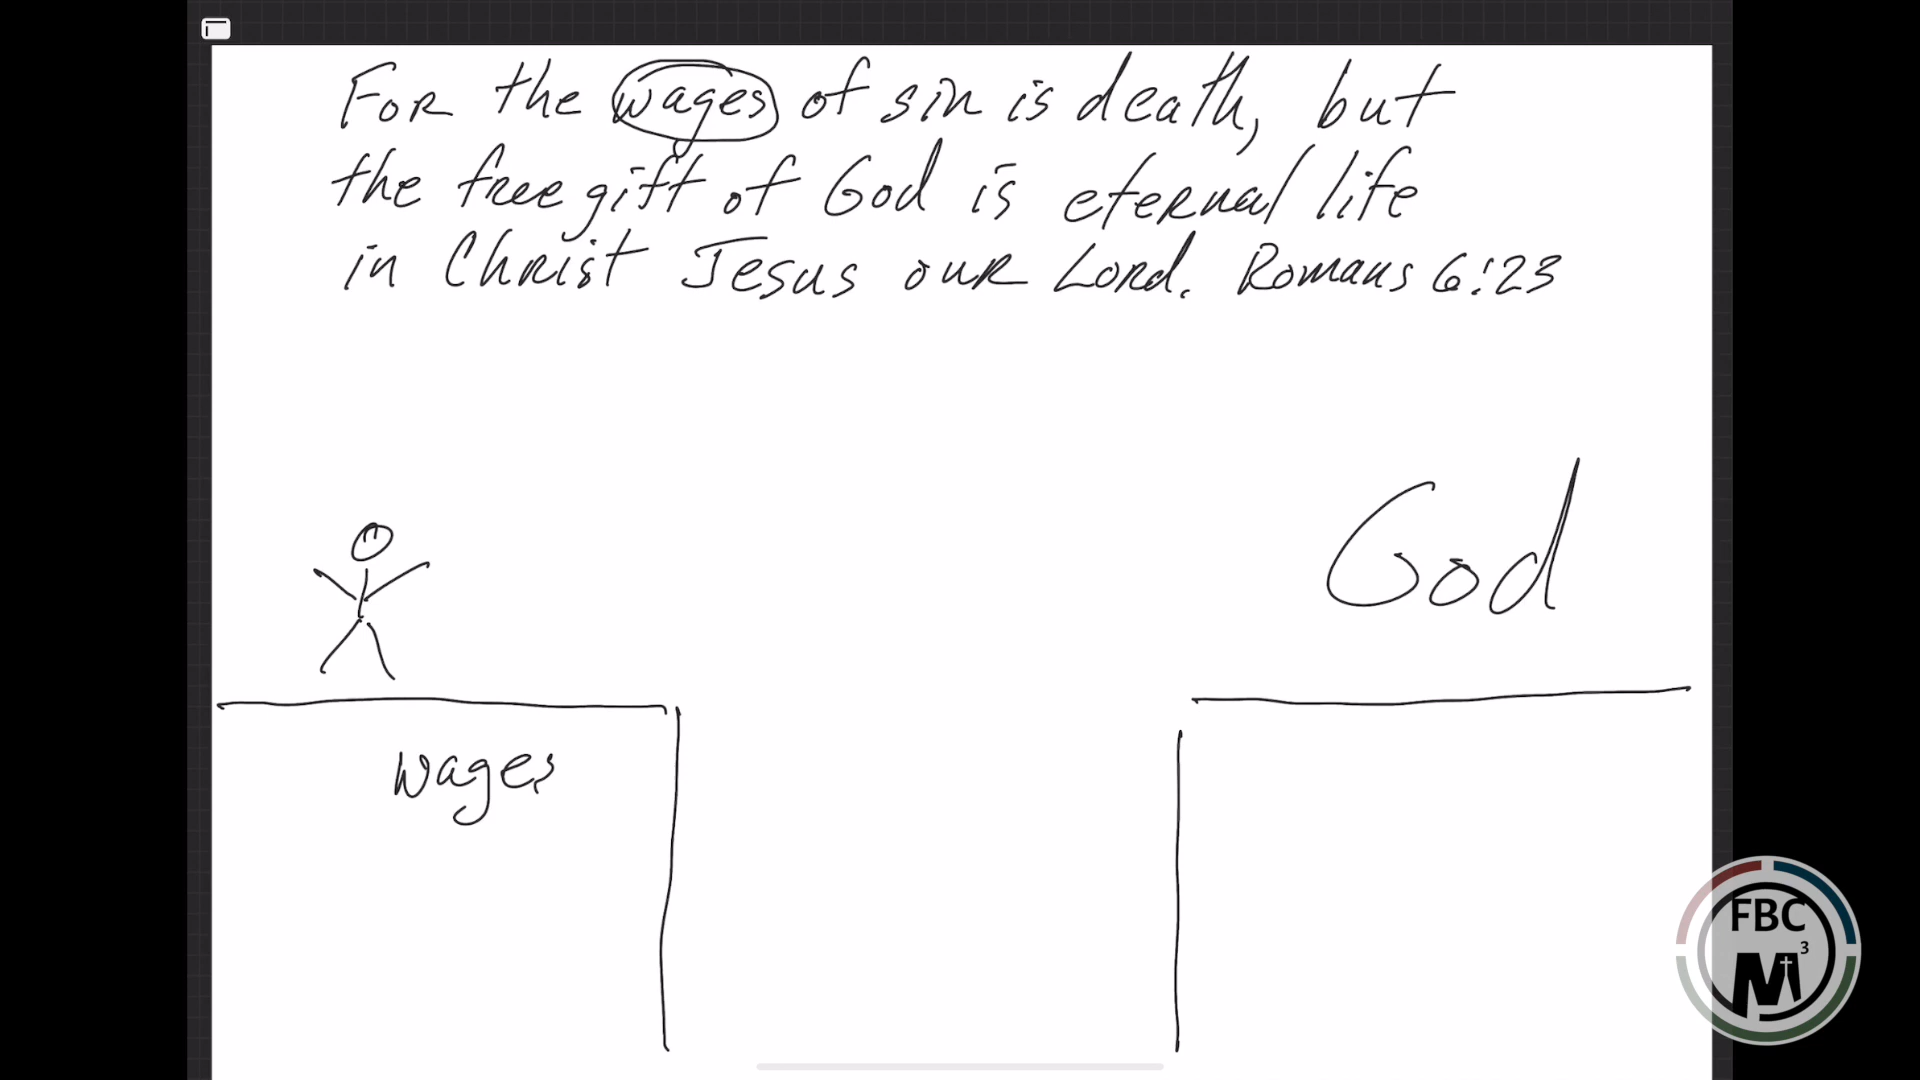 FOR the wages of sin is death, but
the free gift of God is eternal life
in Christ Jesus our Lord. Romans 6:23
God
wages
FBC
M3